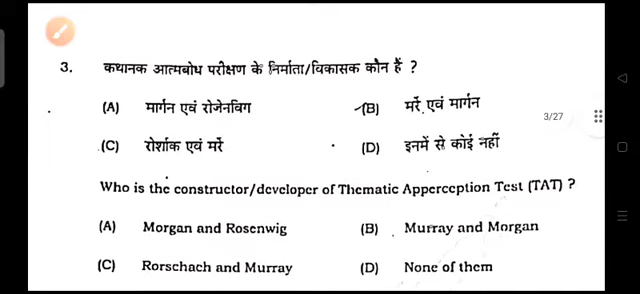 3. कथानक आत्मबोध परीक्षण के निर्माता/विकासक कौन हैं ?
(A) मार्गन एवं रोजेनविग (B) मरें एवं मार्गन
3/27
(C) रोर्शाक एवं मरें (D) इनमें से कोई नहीं
Who is the constructor/developer of Thematic Apperception Test (TAT) ?
(A) Morgan and Rosenwig (B) Murray and Morgan
(C) Rorschach and Murray (D) None of them